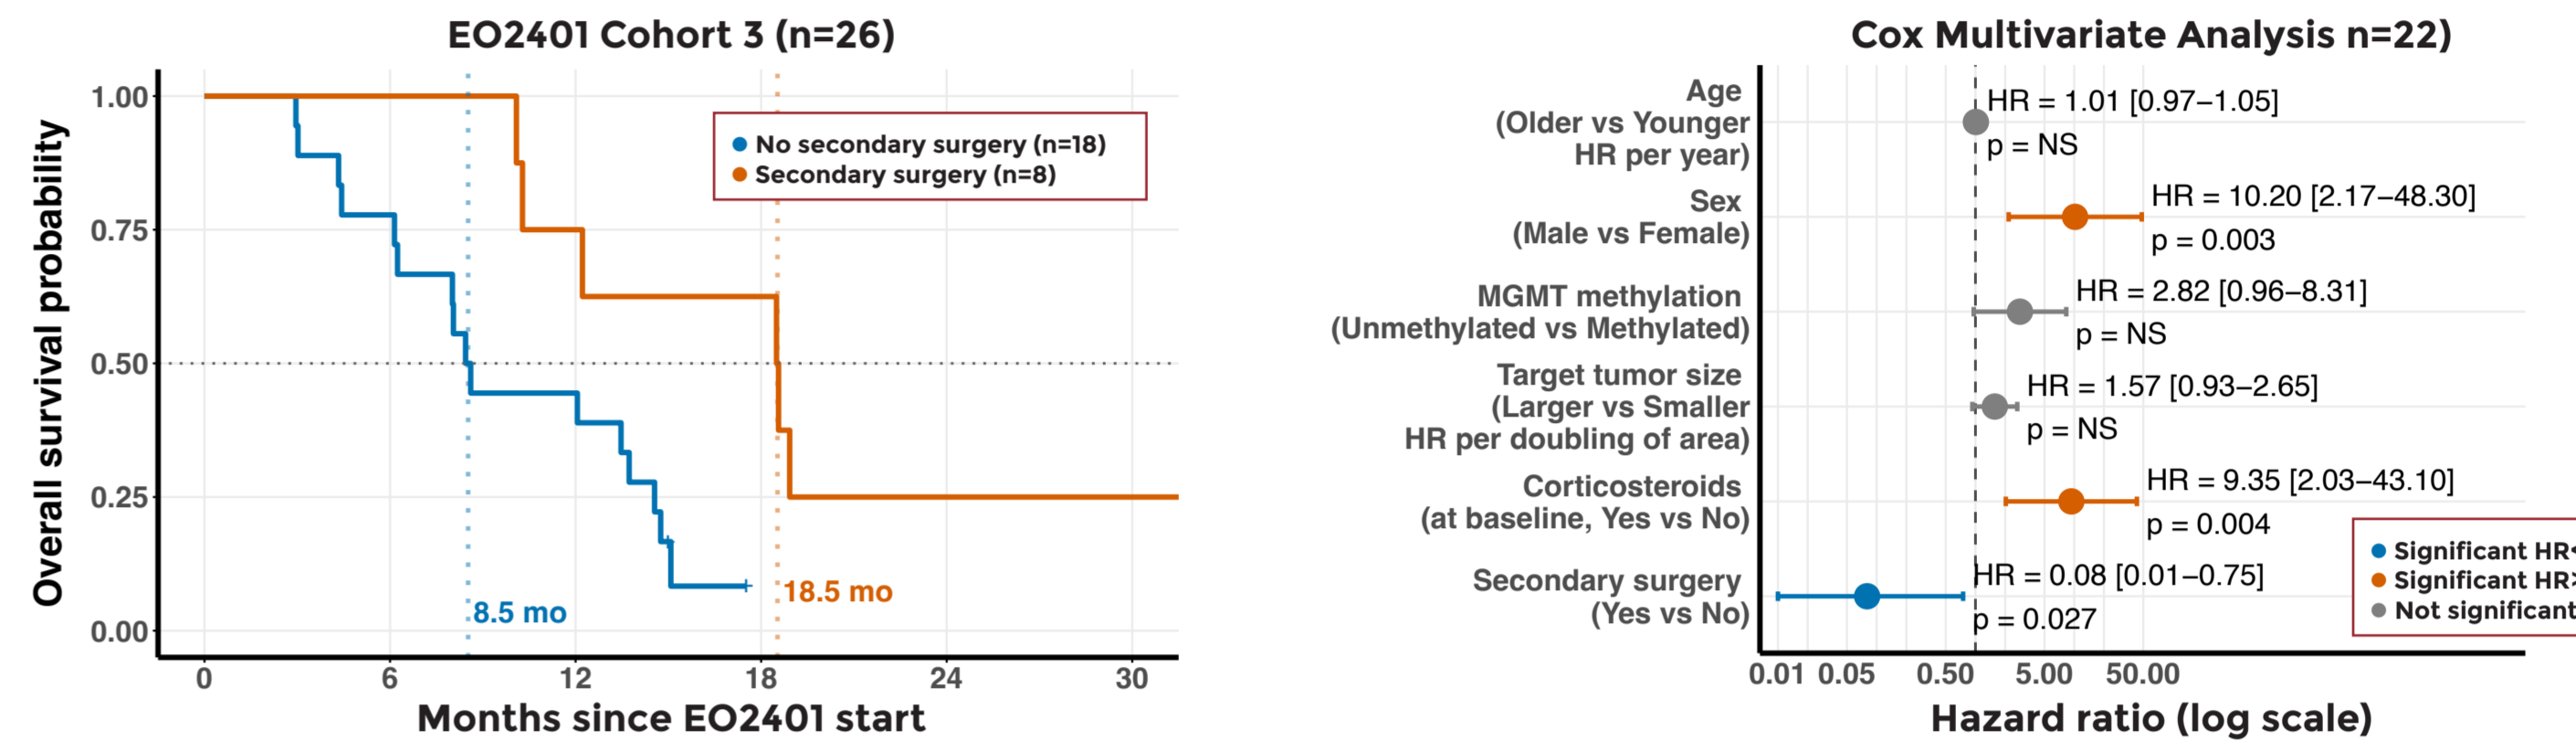 EO2401 Cohort 3 (n=26)
Overall survival probability
1.00
0.75
0.50
0.25
0.00
No secondary surgery (n=18)
Secondary surgery (n=8)
8.5 mo
18.5 mo
0 6 12 18 24 30
Months since EO2401 start
Cox Multivariate Analysis n=22)
Age
(Older vs Younger
HR per year)
HR = 1.01 [0.97–1.05]
p = NS
Sex
(Male vs Female)
HR = 10.20 [2.17–48.30]
p = 0.003
MGMT methylation
(Unmethylated vs Methylated)
HR = 2.82 [0.96–8.31]
p = NS
Target tumor size
(Larger vs Smaller
HR per doubling of area)
HR = 1.57 [0.93–2.65]
p = NS
Corticosteroids
(at baseline, Yes vs No)
HR = 9.35 [2.03–43.10]
p = 0.004
Secondary surgery
(Yes vs No)
HR = 0.08 [0.01–0.75]
p = 0.027
Significant HR<
Significant HR>
Not significant
0.01 0.05 0.50 5.00 50.00
Hazard ratio (log scale)